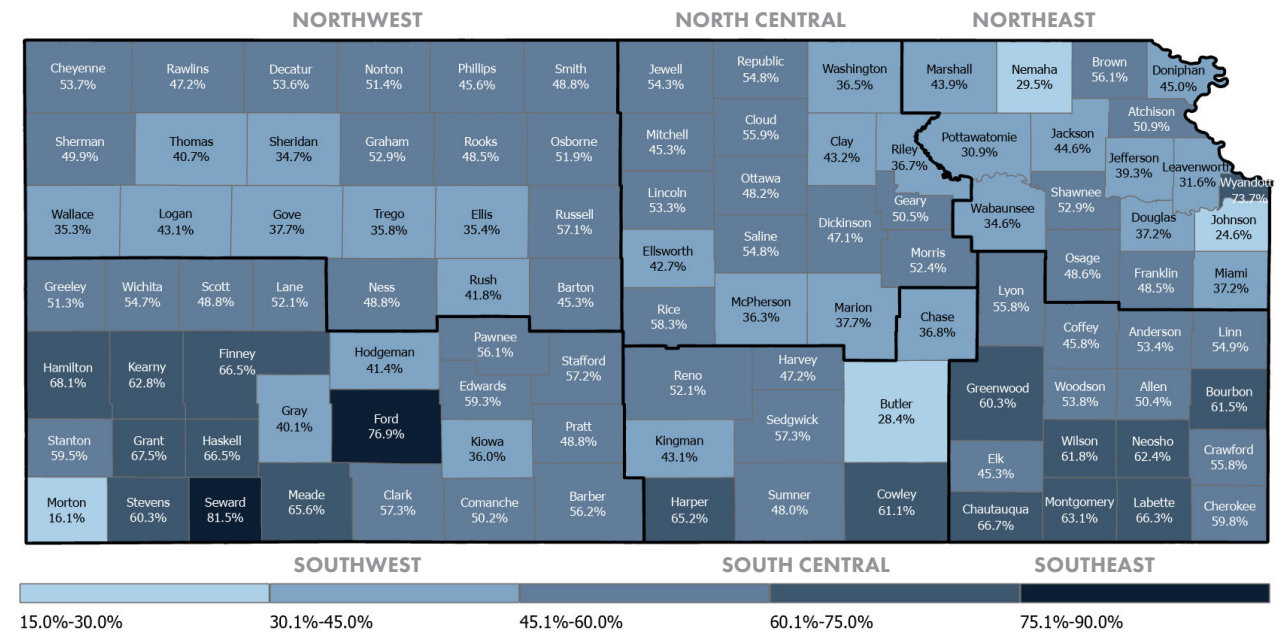 NORTHWEST
NORTH CENTRAL
NORTHEAST
Cheyenne
53.7%
Rawlins
47.2%
Decatur
53.6%
Norton
51.4%
Phillips
45.6%
Smith
48.8%
Jewell
54.3%
Republic
54.8%
Washington
36.5%
Marshall
43.9%
Nemaha
29.5%
Brown
56.1%
Doniphan
45.0%
Sherman
49.9%
Thomas
40.7%
Sheridan
34.7%
Graham
52.9%
Rooks
48.5%
Osborne
51.9%
Mitchell
45.3%
Cloud
55.9%
Clay
43.2%
Riley
36.7%
Pottawatomie
30.9%
Jackson
44.6%
Atchison
50.9%
Jefferson
39.3%
Leavenworth
31.6%
Wyandott
73.7%
Wallace
35.3%
Logan
43.1%
Gove
37.7%
Trego
35.8%
Ellis
35.4%
Russell
57.1%
Lincoln
53.3%
Ottawa
48.2%
Saline
54.8%
Dickinson
47.1%
Geary
50.5%
Morris
52.4%
Wabaunsee
34.6%
Shawnee
52.9%
Douglas
37.2%
Johnson
24.6%
Ellsworth
42.7%
Osage
48.6%
Franklin
48.5%
Miami
37.2%
Greeley
51.3%
Wichita
54.7%
Scott
48.8%
Lane
52.1%
Ness
48.8%
Rush
41.8%
Barton
45.3%
Rice
58.3%
McPherson
36.3%
Marion
37.7%
Chase
36.8%
Lyon
55.8%
Coffey
45.8%
Anderson
53.4%
Linn
54.9%
Hamilton
68.1%
Kearny
62.8%
Finney
66.5%
Hodgeman
41.4%
Pawnee
56.1%
Stafford
57.2%
Edwards
59.3%
Reno
52.1%
Harvey
47.2%
Butler
28.4%
Greenwood
60.3%
Woodson
53.8%
Allen
50.4%
Bourbon
61.5%
Gray
40.1%
Ford
76.9%
Kiowa
36.0%
Pratt
48.8%
Kingman
43.1%
Sedgwick
57.3%
Stanton
59.5%
Grant
67.5%
Haskell
66.5%
Elk
45.3%
Wilson
61.8%
Neosho
62.4%
Crawford
55.8%
Morton
16.1%
Stevens
60.3%
Seward
81.5%
Meade
65.6%
Clark
57.3%
Comanche
50.2%
Barber
56.2%
Harper
65.2%
Sumner
48.0%
Cowley
61.1%
Chautauqua
66.7%
Montgomery
63.1%
Labette
66.3%
Cherokee
59.8%
SOUTHWEST
SOUTH CENTRAL
SOUTHEAST
15.0%-30.0%
30.1%-45.0%
45.1%-60.0%
60.1%-75.0%
75.1%-90.0%